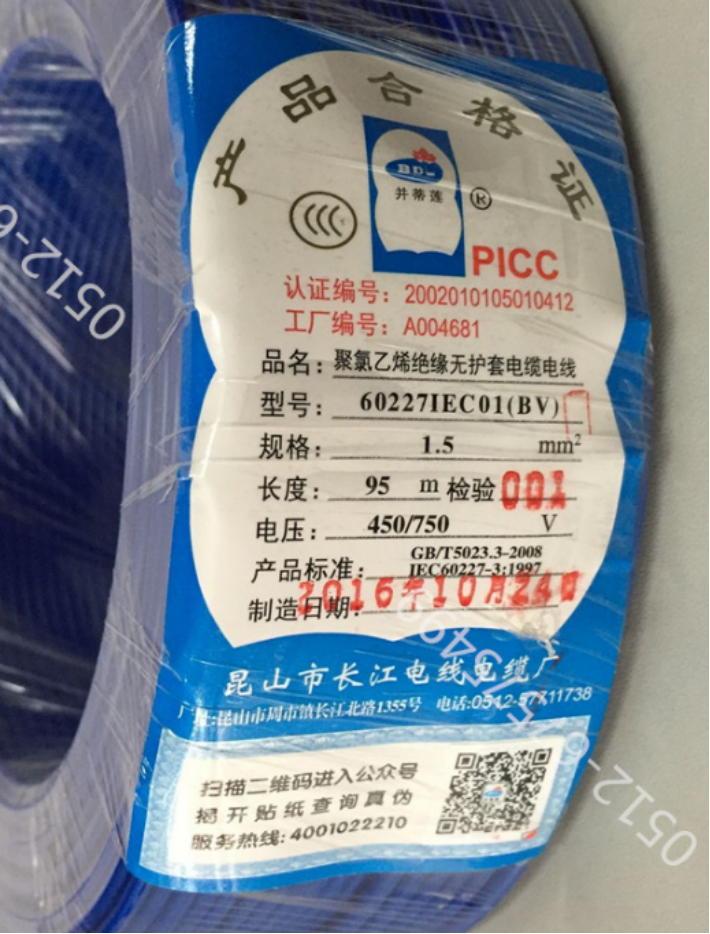 产品合格证
BDL
并蒂莲 ®
PICC
认证编号：2002010105010412
工厂编号：A004681
品名：聚氯乙烯绝缘无护套电缆电线
型号：60227IEC01(BV)
规格：1.5 mm²
长度：95 m 检验 001
电压：450/750 V
产品标准：GB/T5023.3-2008
IEC60227-3:1997
制造日期：2016年10月24日
昆山市长江电线电缆厂
厂址:昆山市周市镇长江北路1355号 电话:0512-57711738
扫描二维码进入公众号
揭开贴纸查询真伪
服务热线:4001022210